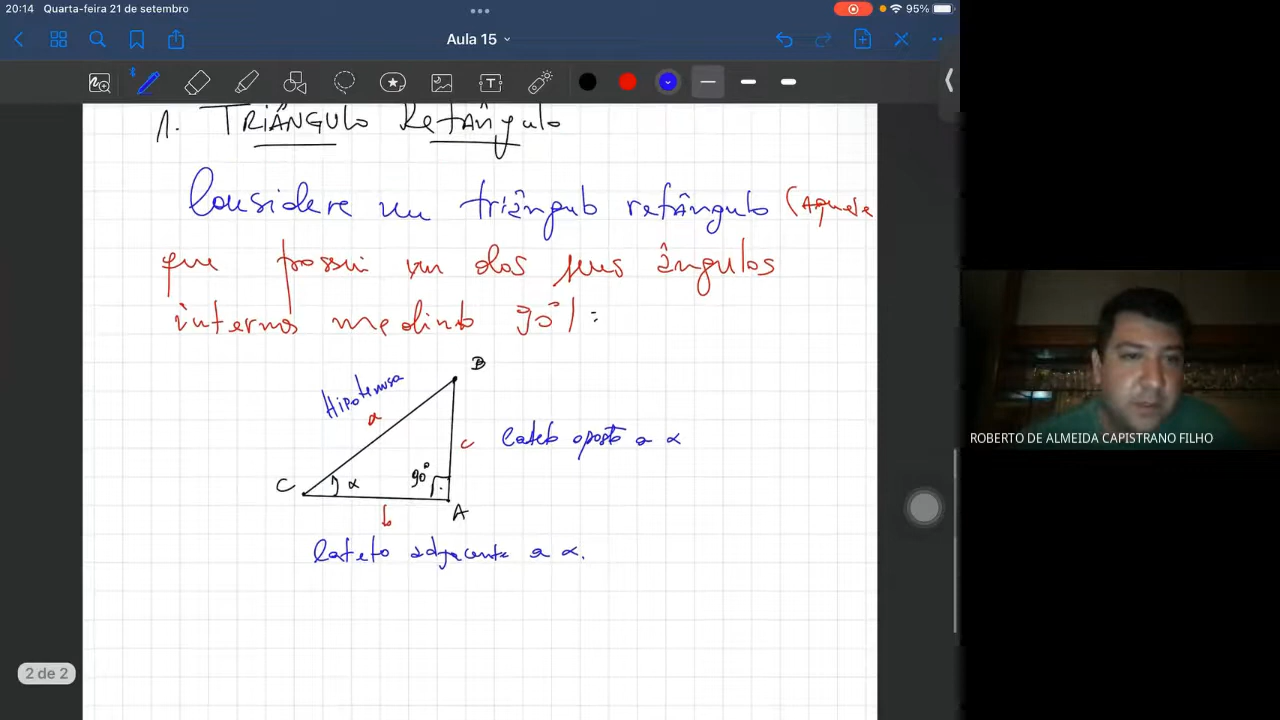 20:14 Quarta-feira 21 de setembro
95%
Aula 15
1. TRIÂNGULO Retângulo
Considere um triângulo retângulo (Aquele
que possui um dos seus ângulos
internos medindo 90°):
B
Hipotenusa
a
c cateto oposto a α
90°
C α
A
b
Cateto adjacente a α.
ROBERTO DE ALMEIDA CAPISTRANO FILHO
2 de 2